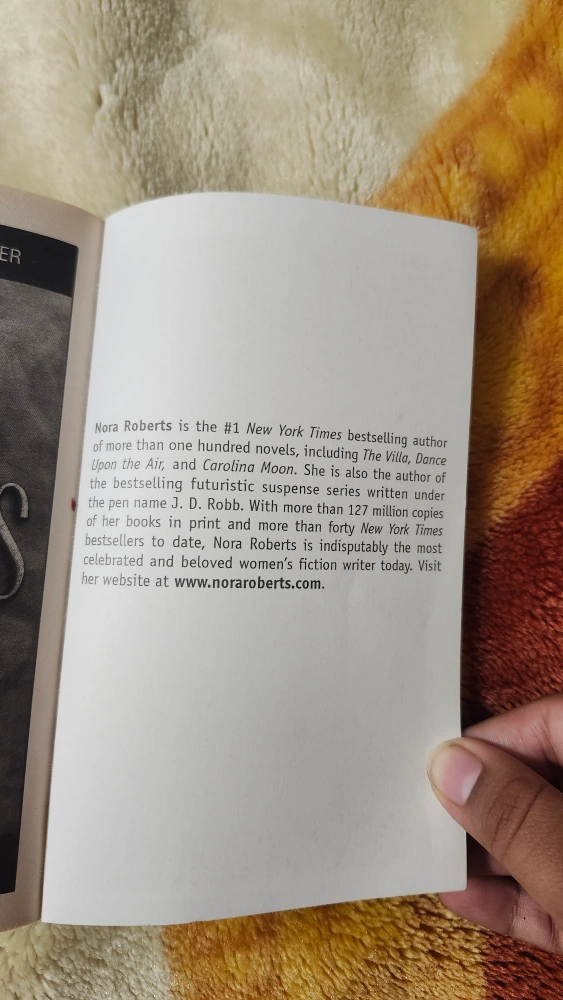 ER
S
Nora Roberts is the #1 New York Times bestselling author
of more than one hundred novels, including The Villa, Dance
Upon the Air, and Carolina Moon. She is also the author of
the bestselling futuristic suspense series written under
the pen name J. D. Robb. With more than 127 million copies
of her books in print and more than forty New York Times
bestsellers to date, Nora Roberts is indisputably the most
celebrated and beloved women's fiction writer today. Visit
her website at www.noraroberts.com.